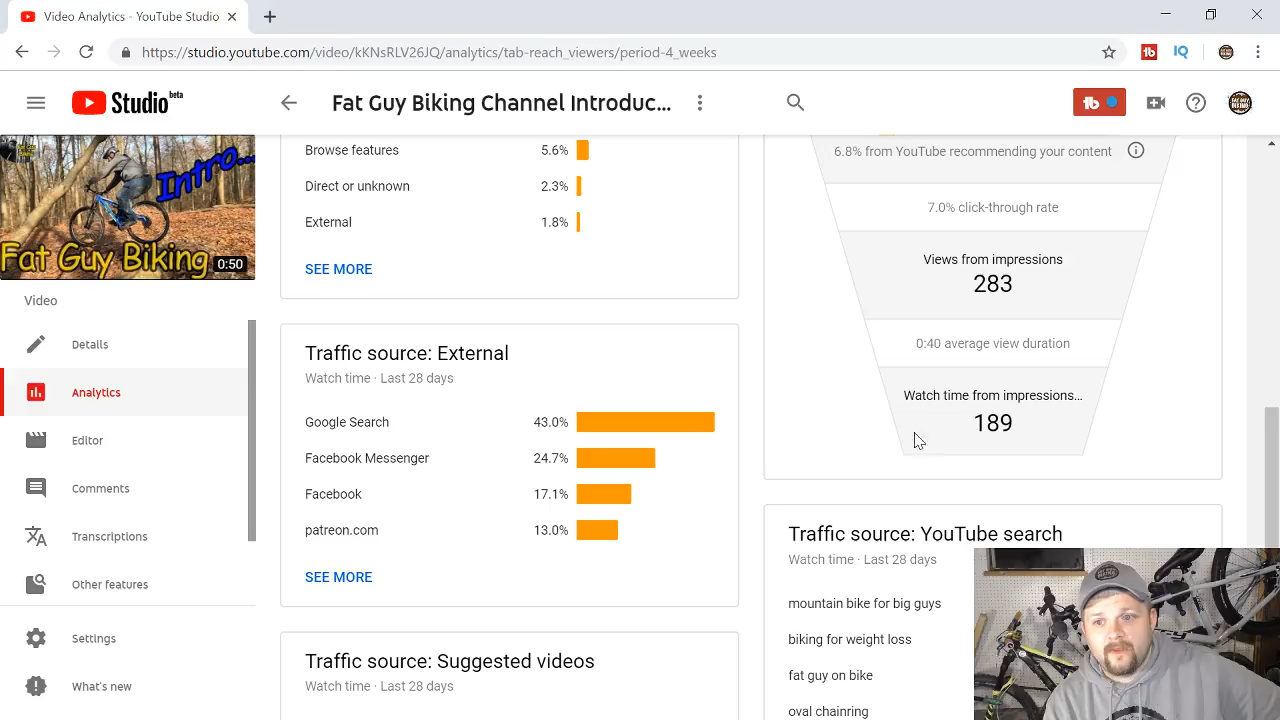 Video Analytics - YouTube Studio
https://studio.youtube.com/video/kKNsRLV26JQ/analytics/tab-reach_viewers/period-4_weeks
tb
IQ
Studio beta
Fat Guy Biking Channel Introduc...
tb
Intro...
Fat Guy Biking
0:50
Video
Details
Analytics
Editor
Comments
Transcriptions
Other features
Settings
What's new
Browse features 5.6%
Direct or unknown 2.3%
External 1.8%
SEE MORE
Traffic source: External
Watch time · Last 28 days
Google Search 43.0%
Facebook Messenger 24.7%
Facebook 17.1%
patreon.com 13.0%
SEE MORE
Traffic source: Suggested videos
Watch time · Last 28 days
6.8% from YouTube recommending your content
7.0% click-through rate
Views from impressions
283
0:40 average view duration
Watch time from impressions...
189
Traffic source: YouTube search
Watch time · Last 28 days
mountain bike for big guys
biking for weight loss
fat guy on bike
oval chainring